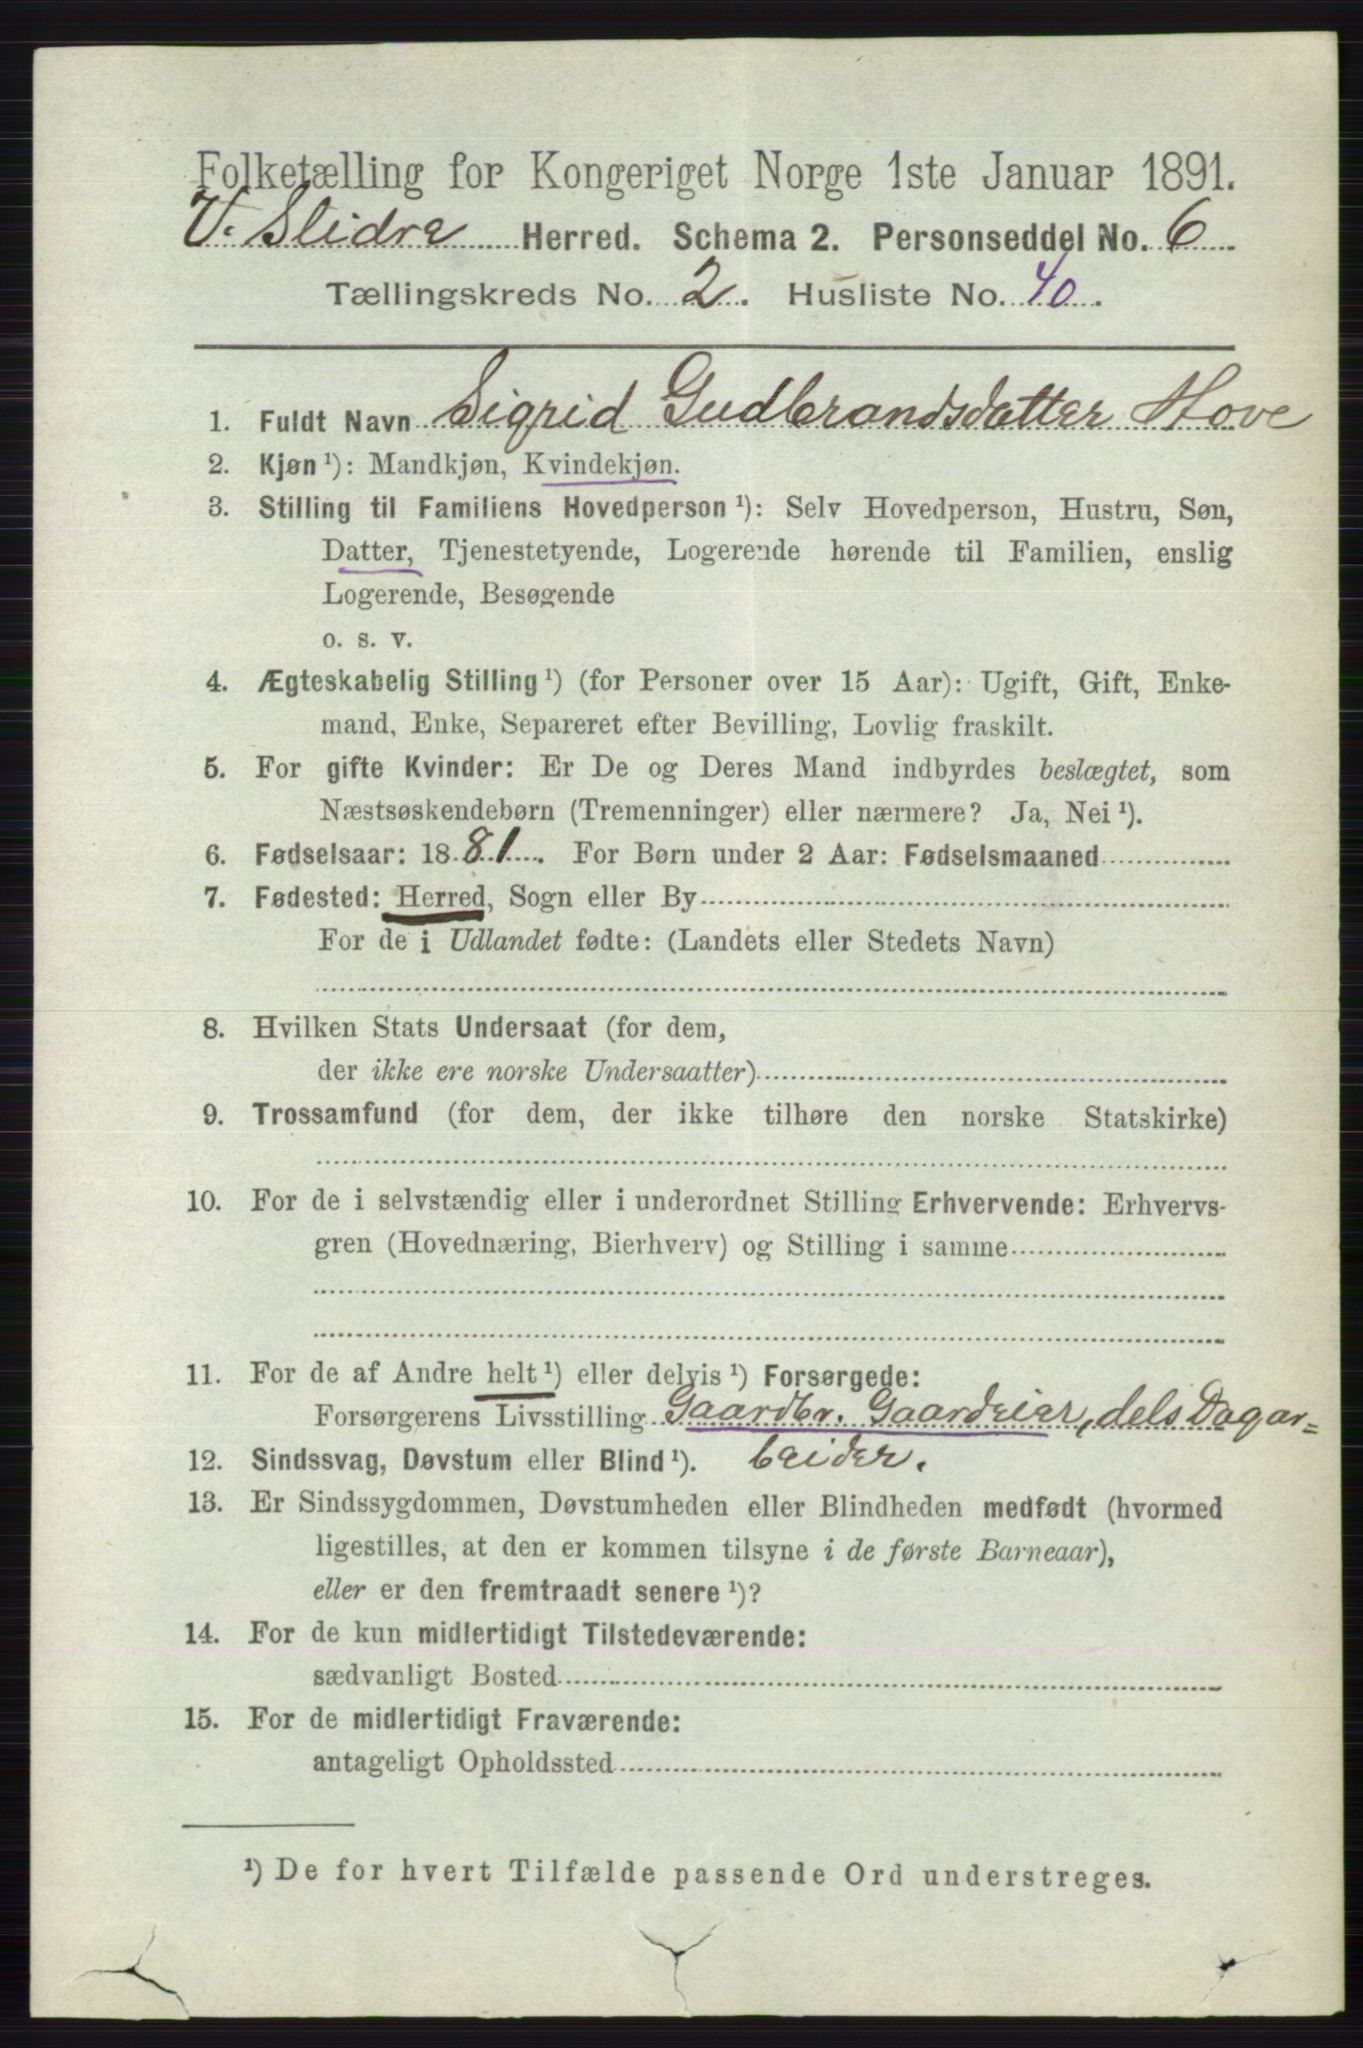 Folketælling for Kongeriget Norge 1ste Januar 1891.
V. Slidre Herred. Schema 2. Personseddel No. 6
Tællingskreds No. 2. Husliste No. 40.
1. Fuldt Navn Sigrid Gudbrandsdatter Hove
2. Kjøn ¹): Mandkjøn, Kvindekjøn.
3. Stilling til Familiens Hovedperson ¹): Selv Hovedperson, Hustru, Søn,
Datter, Tjenestetyende, Logerende hørende til Familien, enslig
Logerende, Besøgende
o. s. v.
4. Ægteskabelig Stilling ¹) (for Personer over 15 Aar): Ugift, Gift, Enke-
mand, Enke, Separeret efter Bevilling, Lovlig fraskilt.
5. For gifte Kvinder: Er De og Deres Mand indbyrdes beslægtet, som
Næstsøskendebørn (Tremenninger) eller nærmere? Ja, Nei ¹).
6. Fødselsaar: 1881. For Børn under 2 Aar: Fødselsmaaned
7. Fødested: Herred, Sogn eller By
For de i Udlandet fødte: (Landets eller Stedets Navn)
8. Hvilken Stats Undersaat (for dem,
der ikke ere norske Undersaatter)
9. Trossamfund (for dem, der ikke tilhøre den norske Statskirke)
10. For de i selvstændig eller i underordnet Stilling Erhvervende: Erhvervs-
gren (Hovednæring, Bierhverv) og Stilling i samme
11. For de af Andre helt ¹) eller delvis ¹) Forsørgede:
Forsørgerens Livsstilling Gaardbr. Gaardeier, dels Dagar=
12. Sindssvag, Døvstum eller Blind ¹). beider.
13. Er Sindssygdommen, Døvstumheden eller Blindheden medfødt (hvormed
ligestilles, at den er kommen tilsyne i de første Barneaar),
eller er den fremtraadt senere ¹)?
14. For de kun midlertidigt Tilstedeværende:
sædvanligt Bosted
15. For de midlertidigt Fraværende:
antageligt Opholdssted
¹) De for hvert Tilfælde passende Ord understreges.